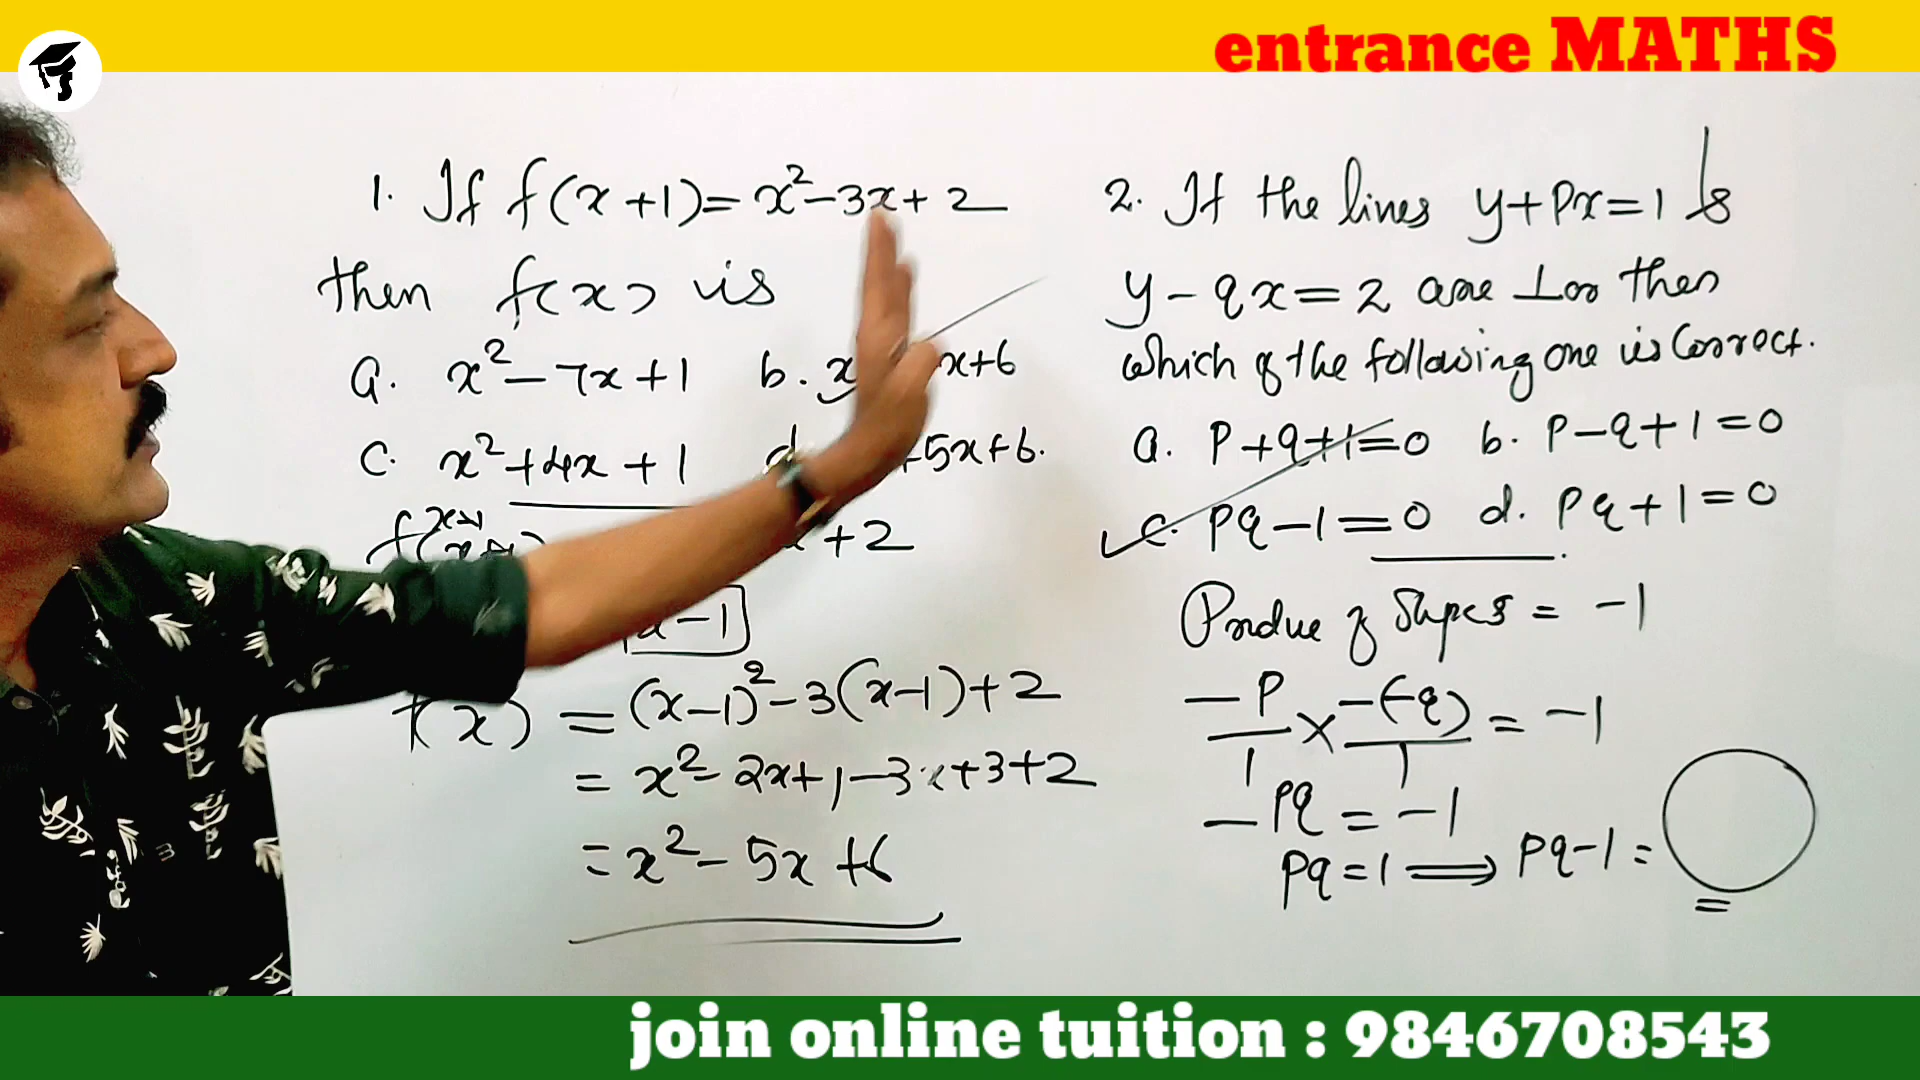 entrance MATHS
1. If f(x+1)= x²-3x+2
then f(x) is
a. x²-7x+1 b. x x+6
c. x²+4x+1 d 5x+6.
+2
x-1
f(x) = (x-1)²-3(x-1)+2
= x²-2x+1-3x+3+2
= x²-5x+6
2. If the lines y+Px=1 &
y-qx=2 are ⊥ar then
which of the following one is Correct.
a. P+q+1=0 b. P-q+1=0
c. Pq-1=0 d. Pq+1=0
of = -1
-P/1 × -(-q)/1 = -1
-Pq = -1
Pq=1 ⟹ Pq-1=
join online tuition : 9846708543